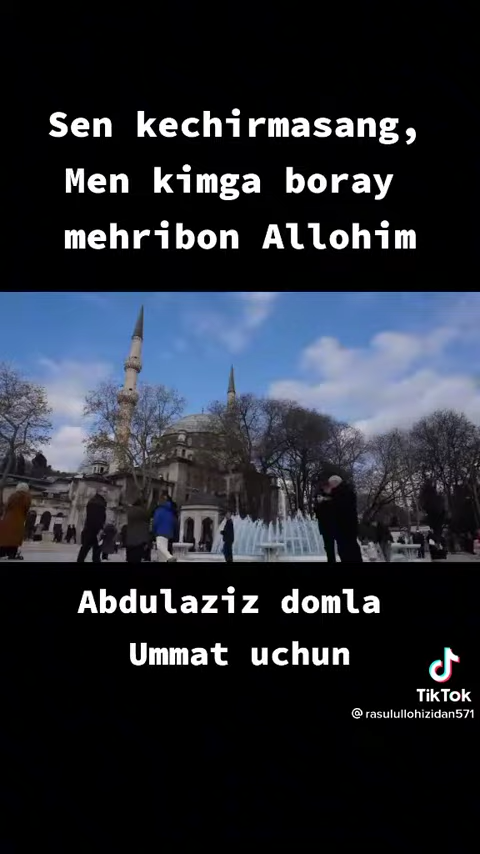 Sen kechirmasang,
Men kimga boray
mehribon Allohim
Abdulaziz domla
Ummat uchun
TikTok
@rasulullohizidan571